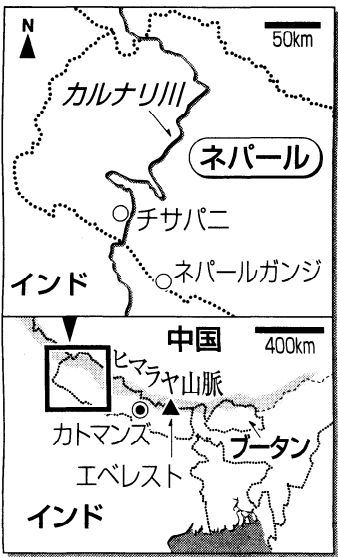 N
50km
カルナリ川
ネパール
チサパニ
ネパールガンジ
インド
中国
400km
ヒマラヤ山脈
カトマンズ
ブータン
エベレスト
インド